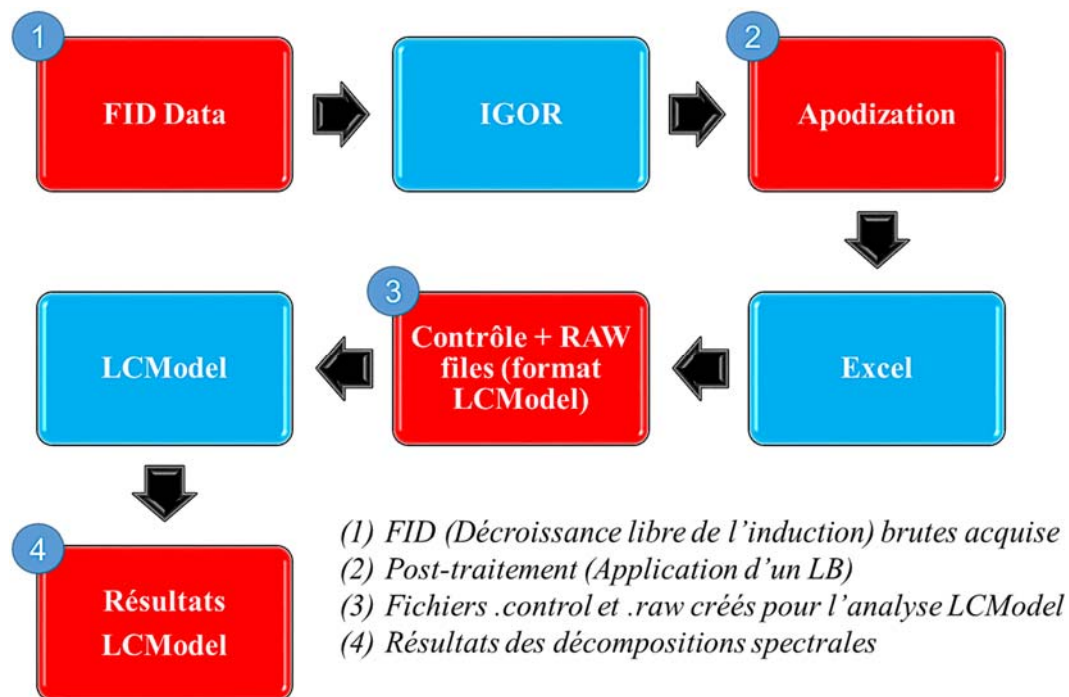 1
FID Data
IGOR
2
Apodization
LCModel
3
Contrôle + RAW
files (format
LCModel)
Excel
4
Résultats
LCModel
(1) FID (Décroissance libre de l'induction) brutes acquise
(2) Post-traitement (Application d'un LB)
(3) Fichiers .control et .raw créés pour l'analyse LCModel
(4) Résultats des décompositions spectrales